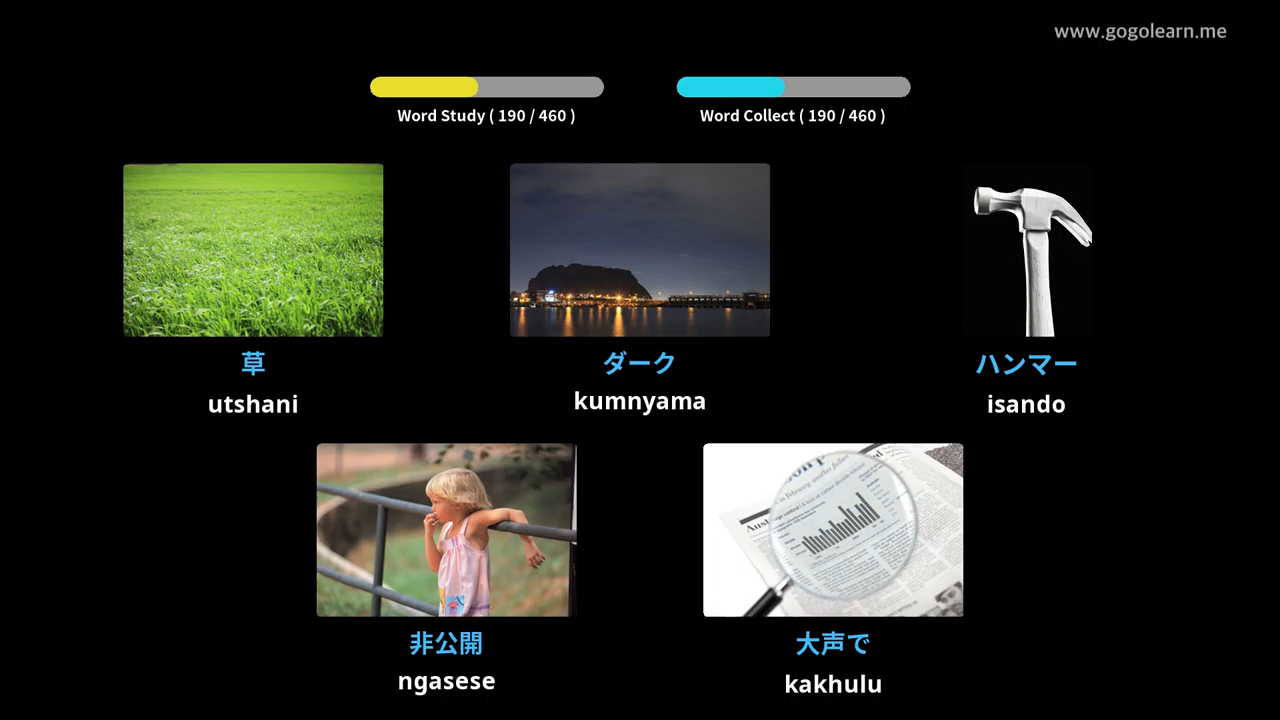 www.gogolearn.me
Word Study ( 190 / 460 )
Word Collect ( 190 / 460 )
草
utshani
ダーク
kumnyama
ハンマー
isando
非公開
ngasese
大声で
kakhulu